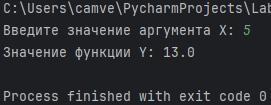 C:\Users\camve\PycharmProjects\Lab
Введите значение аргумента X: 5
Значение функции Y: 13.0
Process finished with exit code 0